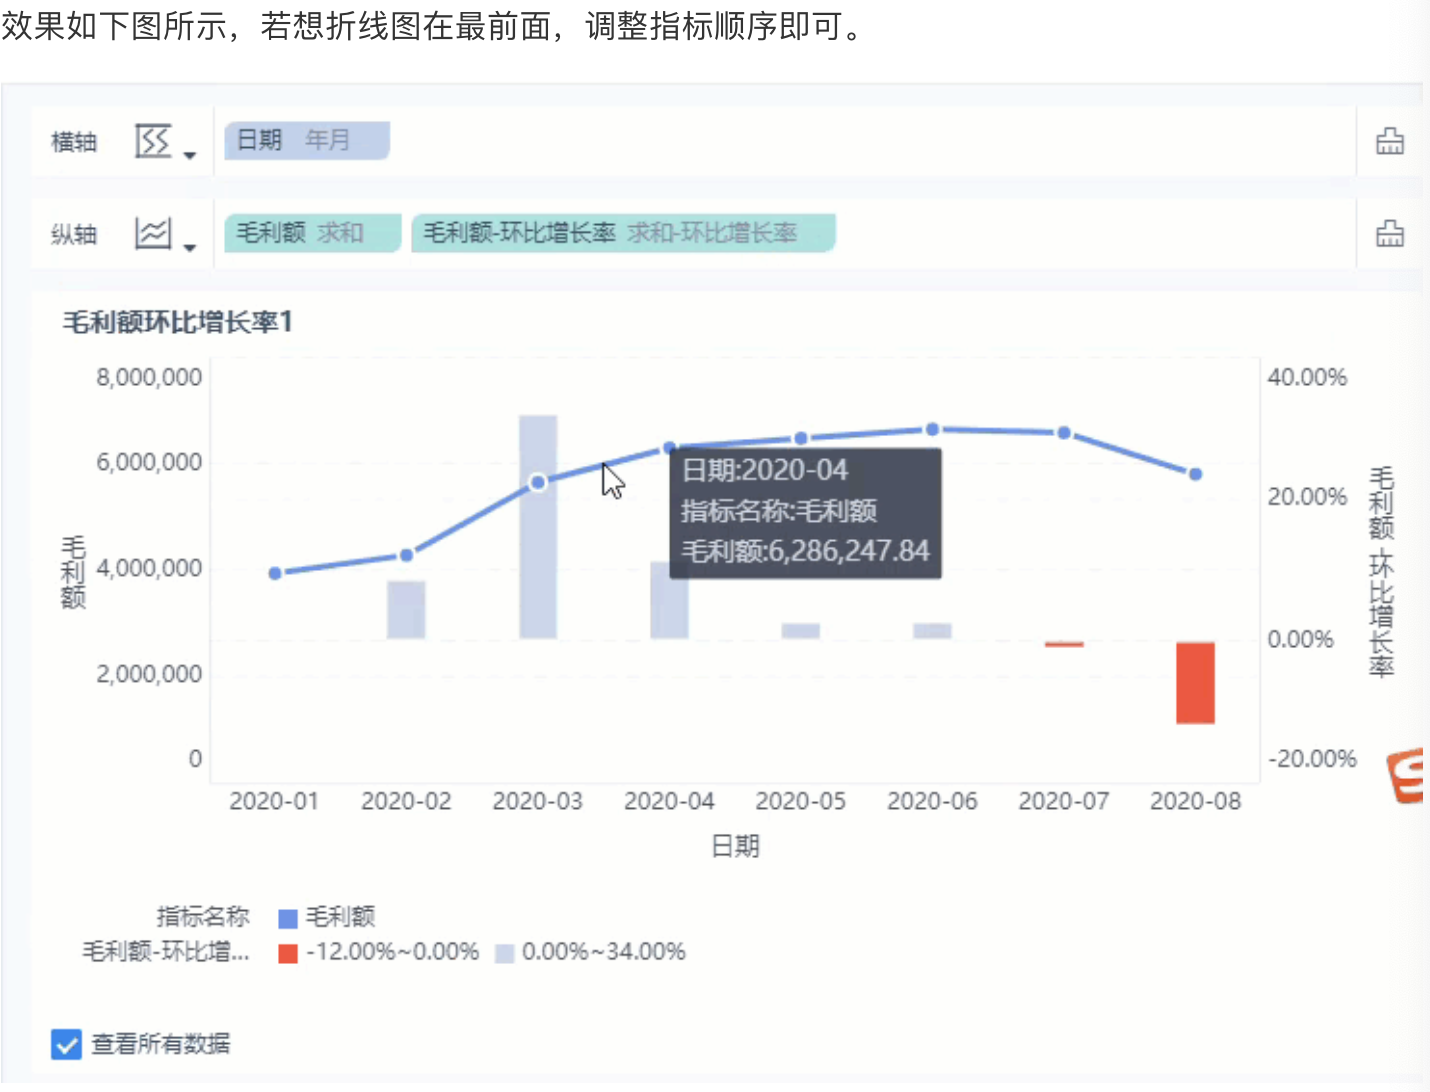 效果如下图所示，若想折线图在最前面，调整指标顺序即可。
横轴 日期 年月
纵轴 毛利额 求和 毛利额-环比增长率 求和-环比增长率
毛利额环比增长率1
8,000,000
6,000,000
4,000,000
2,000,000
0
毛利额
40.00%
20.00%
0.00%
-20.00%
毛利额-环比增长率
日期:2020-04
指标名称:毛利额
毛利额:6,286,247.84
2020-01 2020-02 2020-03 2020-04 2020-05 2020-06 2020-07 2020-08
日期
指标名称 毛利额
毛利额-环比增... -12.00%~0.00% 0.00%~34.00%
查看所有数据